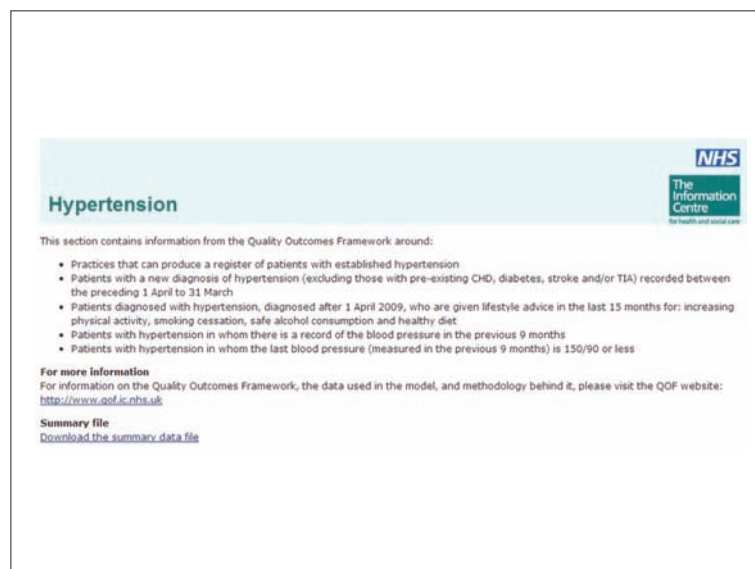 NHS
The
Information
Centre
for health and social care
Hypertension
This section contains information from the Quality Outcomes Framework around:
• Practices that can produce a register of patients with established hypertension
• Patients with a new diagnosis of hypertension (excluding those with pre-existing CHD, diabetes, stroke and/or TIA) recorded between
the preceding 1 April to 31 March
• Patients diagnosed with hypertension, diagnosed after 1 April 2009, who are given lifestyle advice in the last 15 months for: increasing
physical activity, smoking cessation, safe alcohol consumption and healthy diet
• Patients with hypertension in whom there is a record of the blood pressure in the previous 9 months
• Patients with hypertension in whom the last blood pressure (measured in the previous 9 months) is 150/90 or less
For more information
For information on the Quality Outcomes Framework, the data used in the model, and methodology behind it, please visit the QOF website:
http://www.qof.ic.nhs.uk
Summary file
Download the summary data file